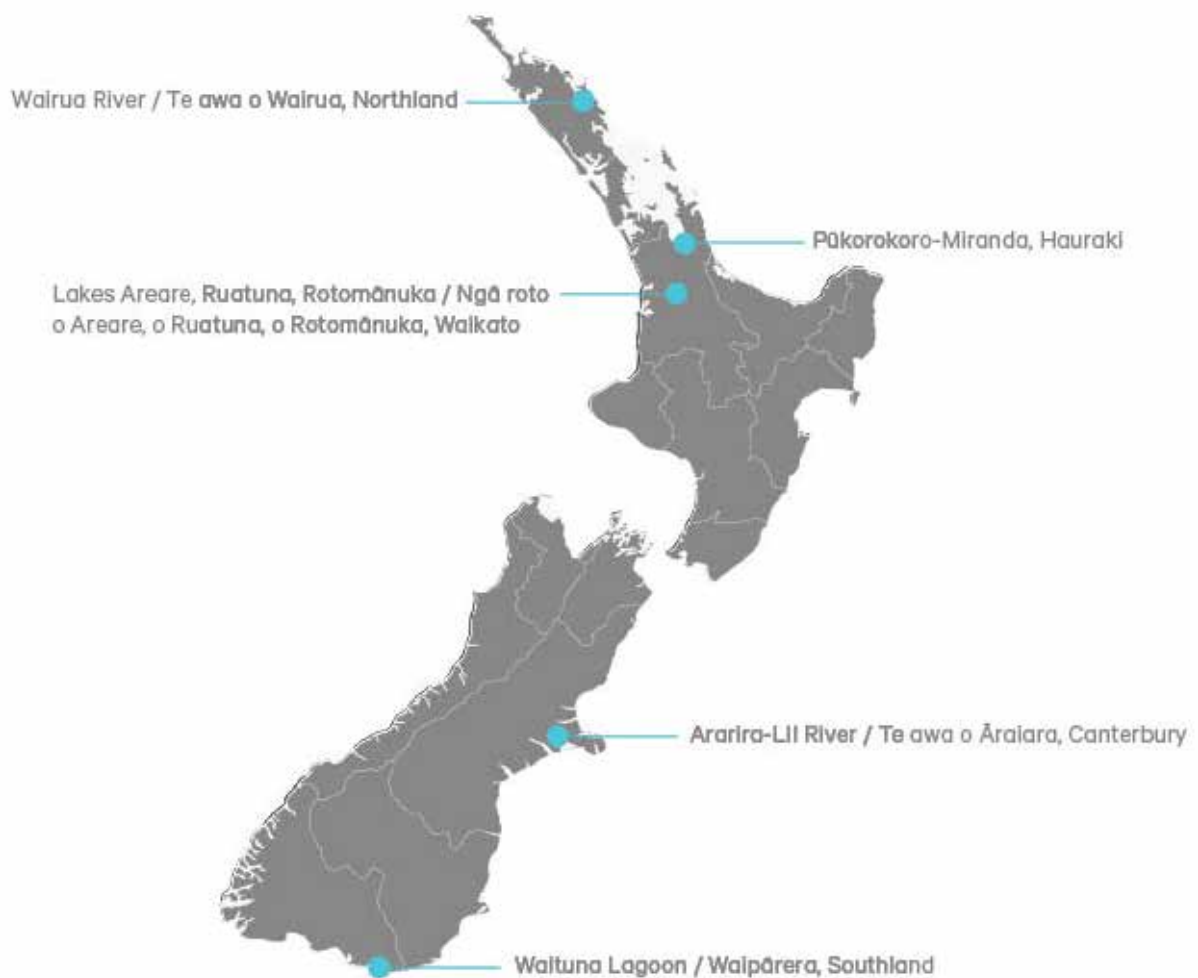 Wairua River / Te awa o Wairua, Northland
Pūkorokoro-Miranda, Hauraki
Lakes Areare, Ruatuna, Rotomānuka / Ngā roto
o Areare, o Ruatuna, o Rotomānuka, Waikato
Ararira-LII River / Te awa o Āraiara, Canterbury
Waituna Lagoon / Waipārera, Southland